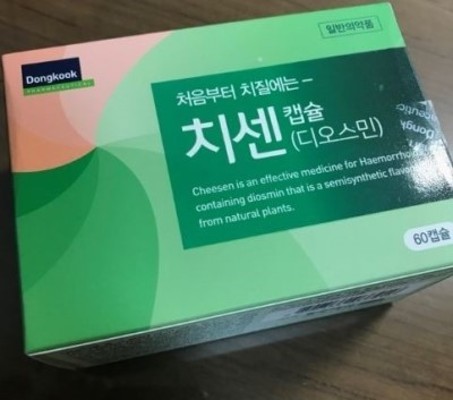 일반의약품
Dongkook
PHARMACEUTICAL
처음부터 치질에는 –
치센 캡슐
(디오스민)
Cheesen is an effective medicine for Haemorrho
containing diosmin that is a semisynthetic flavo
from natural plants.
60캡슐